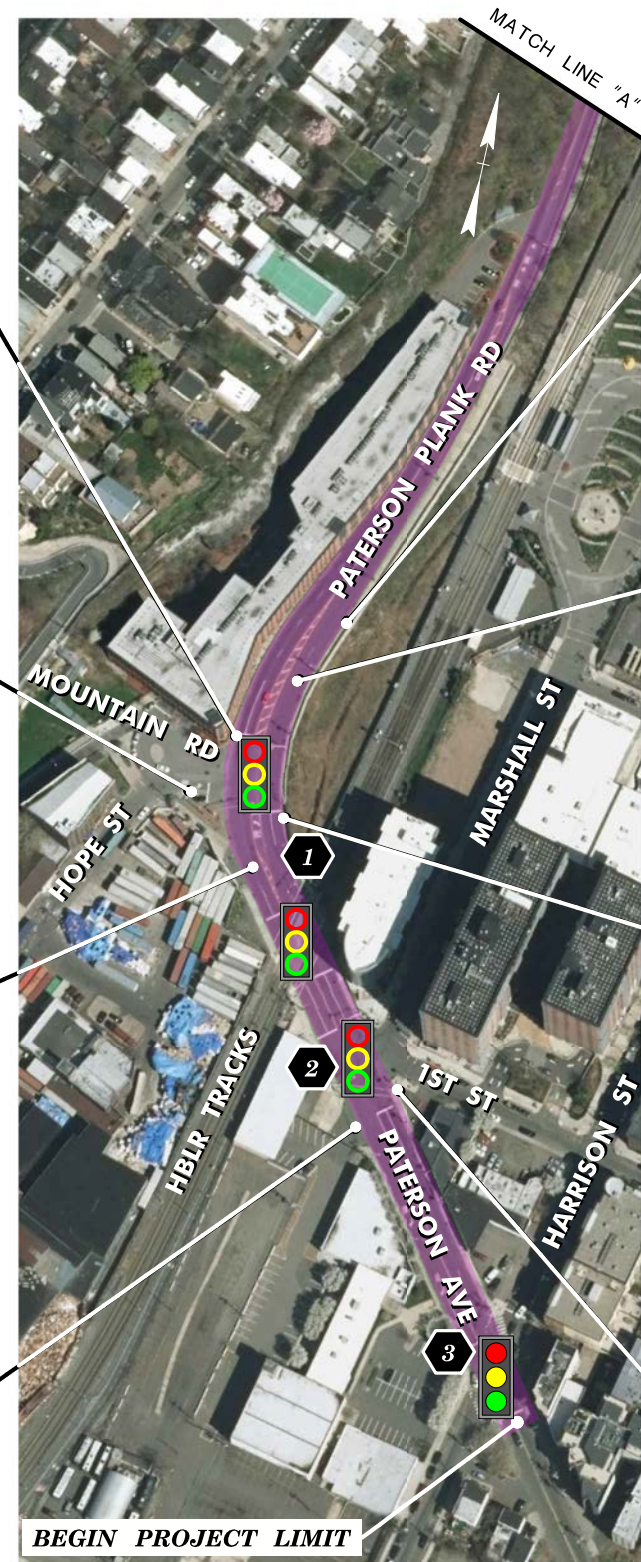 MATCH LINE "A"
PATERSON PLANK RD
MOUNTAIN RD
MARSHALL ST
HOPE ST
1
2
1ST ST
HBLR TRACKS
HARRISON ST
PATERSON AVE
3
BEGIN PROJECT LIMIT